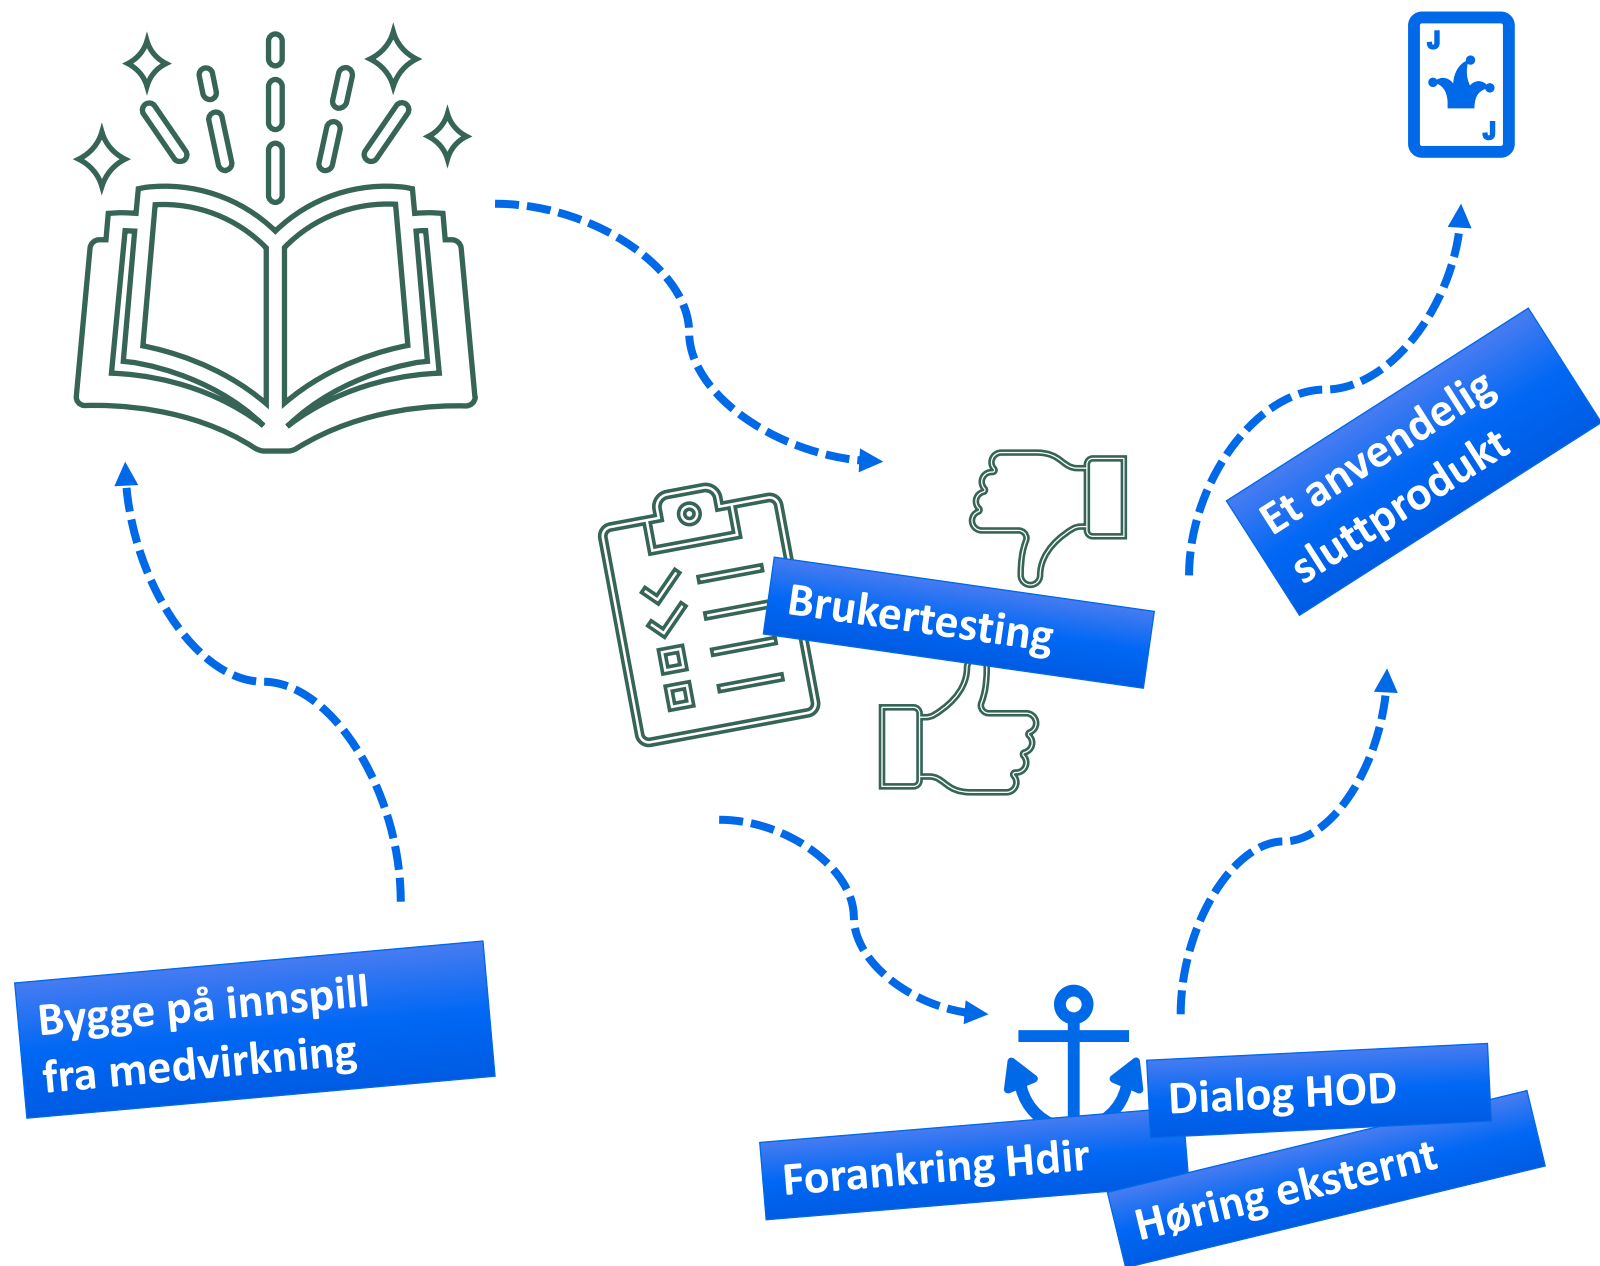 J
J
Et anvendelig
sluttprodukt
Brukertesting
Bygge på innspill
fra medvirkning
Dialog HOD
Forankring Hdir
Høring eksternt